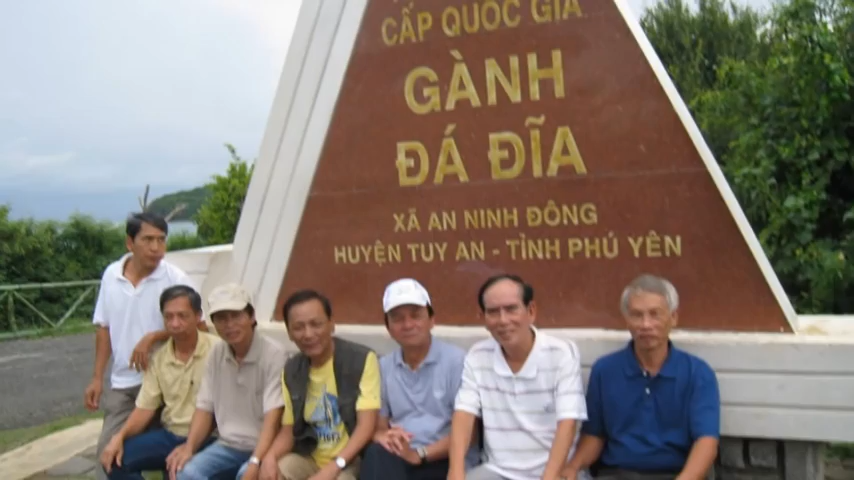 CẤP QUỐC GIA
GÀNH
ĐÁ ĐĨA
XÃ AN NINH ĐÔNG
HUYỆN TUY AN - TỈNH PHÚ YÊN